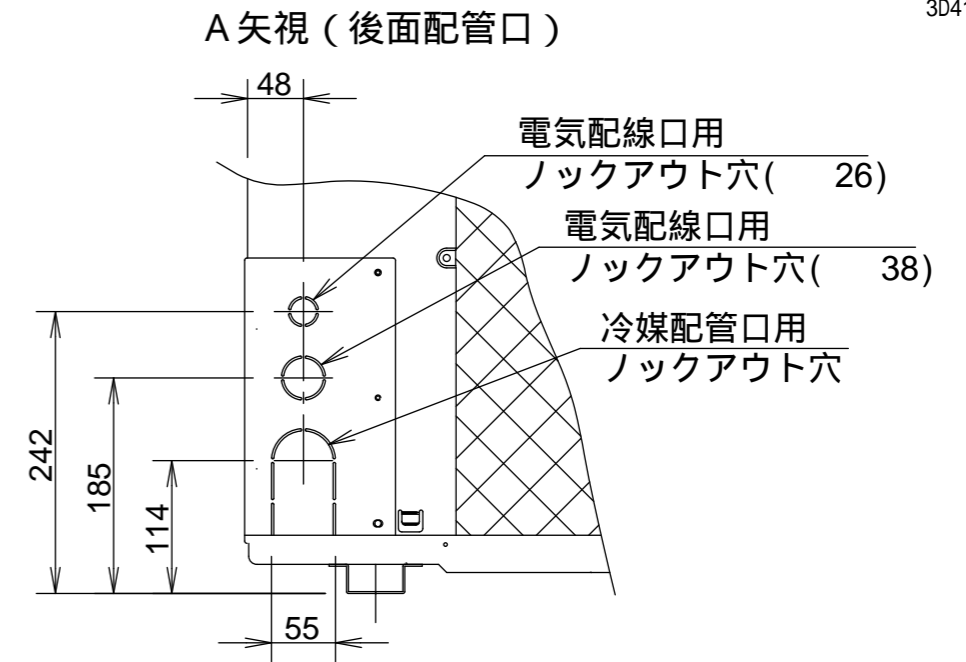 3D41
A矢視(後面配管口)
48
電気配線口用
ノックアウト穴( 26)
電気配線口用
ノックアウト穴( 38)
冷媒配管口用
ノックアウト穴
242
185
114
55